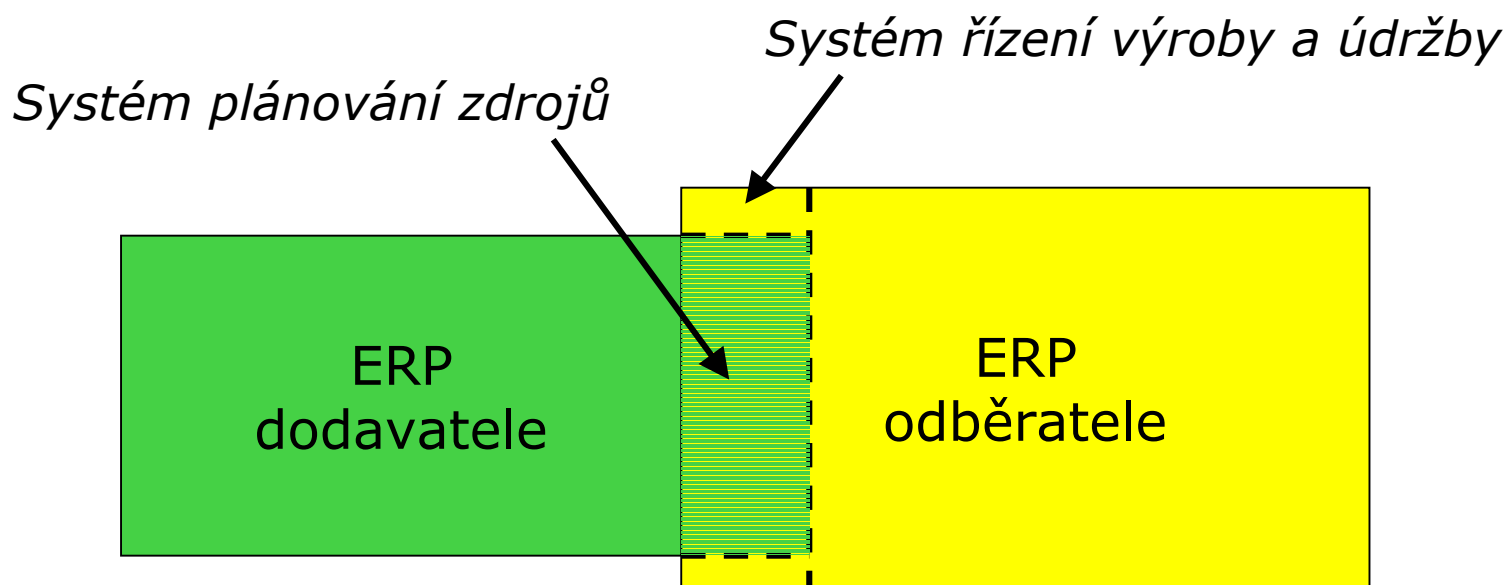 Systém řízení výroby a údržby
Systém plánování zdrojů
ERP
dodavatele
ERP
odběratele